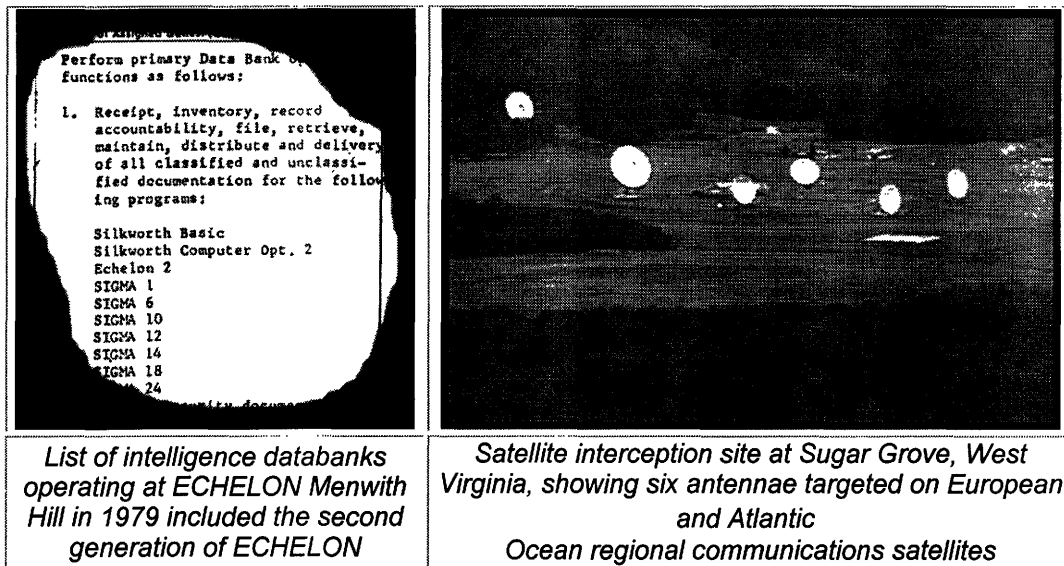 Perform primary Data Bank
functions as follows:
1. Receipt, inventory, record
accountability, file, retrieve,
maintain, distribute and delivery
of all classified and unclassi-
fied documentation for the follow
ing programs:
Silkworth Basic
Silkworth Computer Opt. 2
Echelon 2
SIGMA 1
SIGMA 6
SIGMA 10
SIGMA 12
SIGMA 14
SIGMA 18
24
List of intelligence databanks
operating at ECHELON Menwith
Hill in 1979 included the second
generation of ECHELON
Satellite interception site at Sugar Grove, West
Virginia, showing six antennae targeted on European
and Atlantic
Ocean regional communications satellites